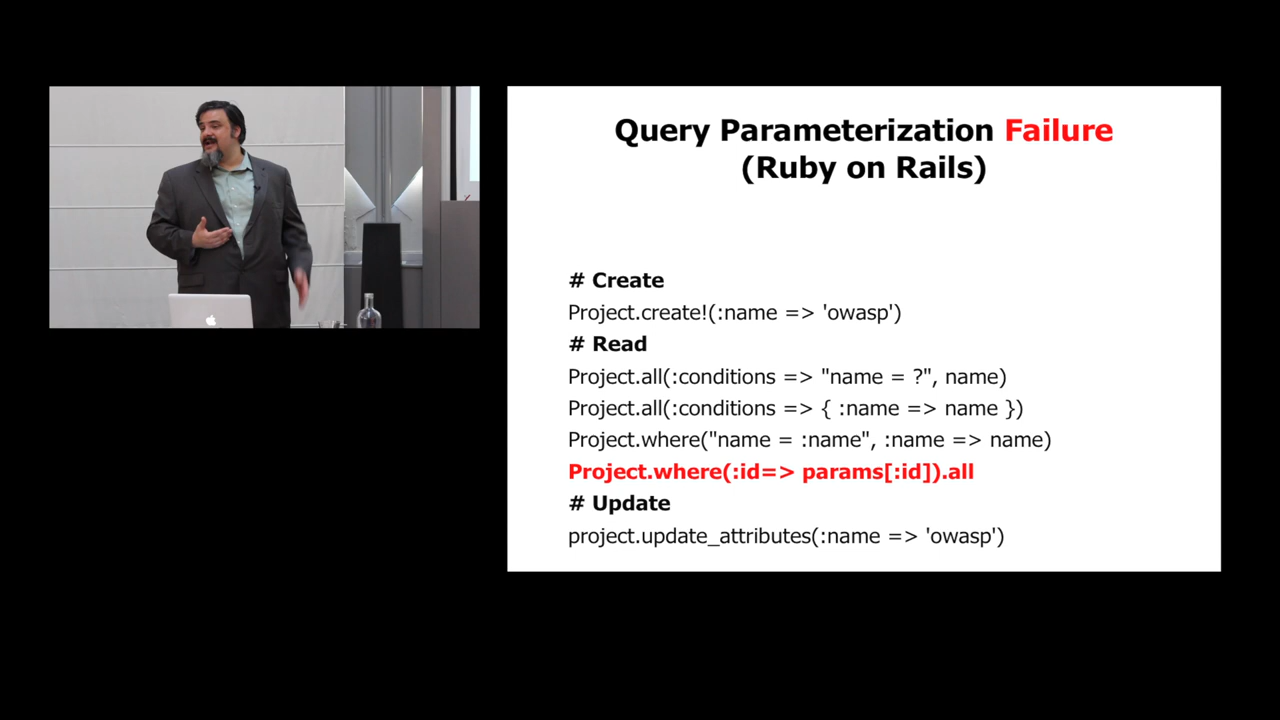 Query Parameterization Failure
(Ruby on Rails)
# Create
Project.create!(:name => 'owasp')
# Read
Project.all(:conditions => "name = ?", name)
Project.all(:conditions => { :name => name })
Project.where("name = :name", :name => name)
Project.where(:id=> params[:id]).all
# Update
project.update_attributes(:name => 'owasp')